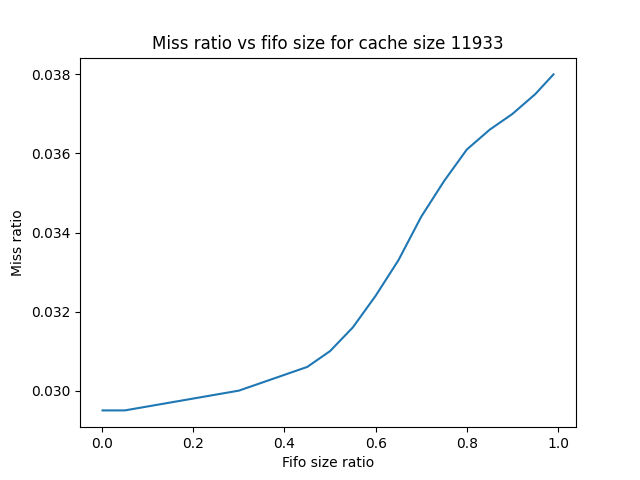 Miss ratio vs fifo size for cache size 11933
0.038
0.036
0.034
0.032
0.030
Miss ratio
0.0 0.2 0.4 0.6 0.8 1.0
Fifo size ratio